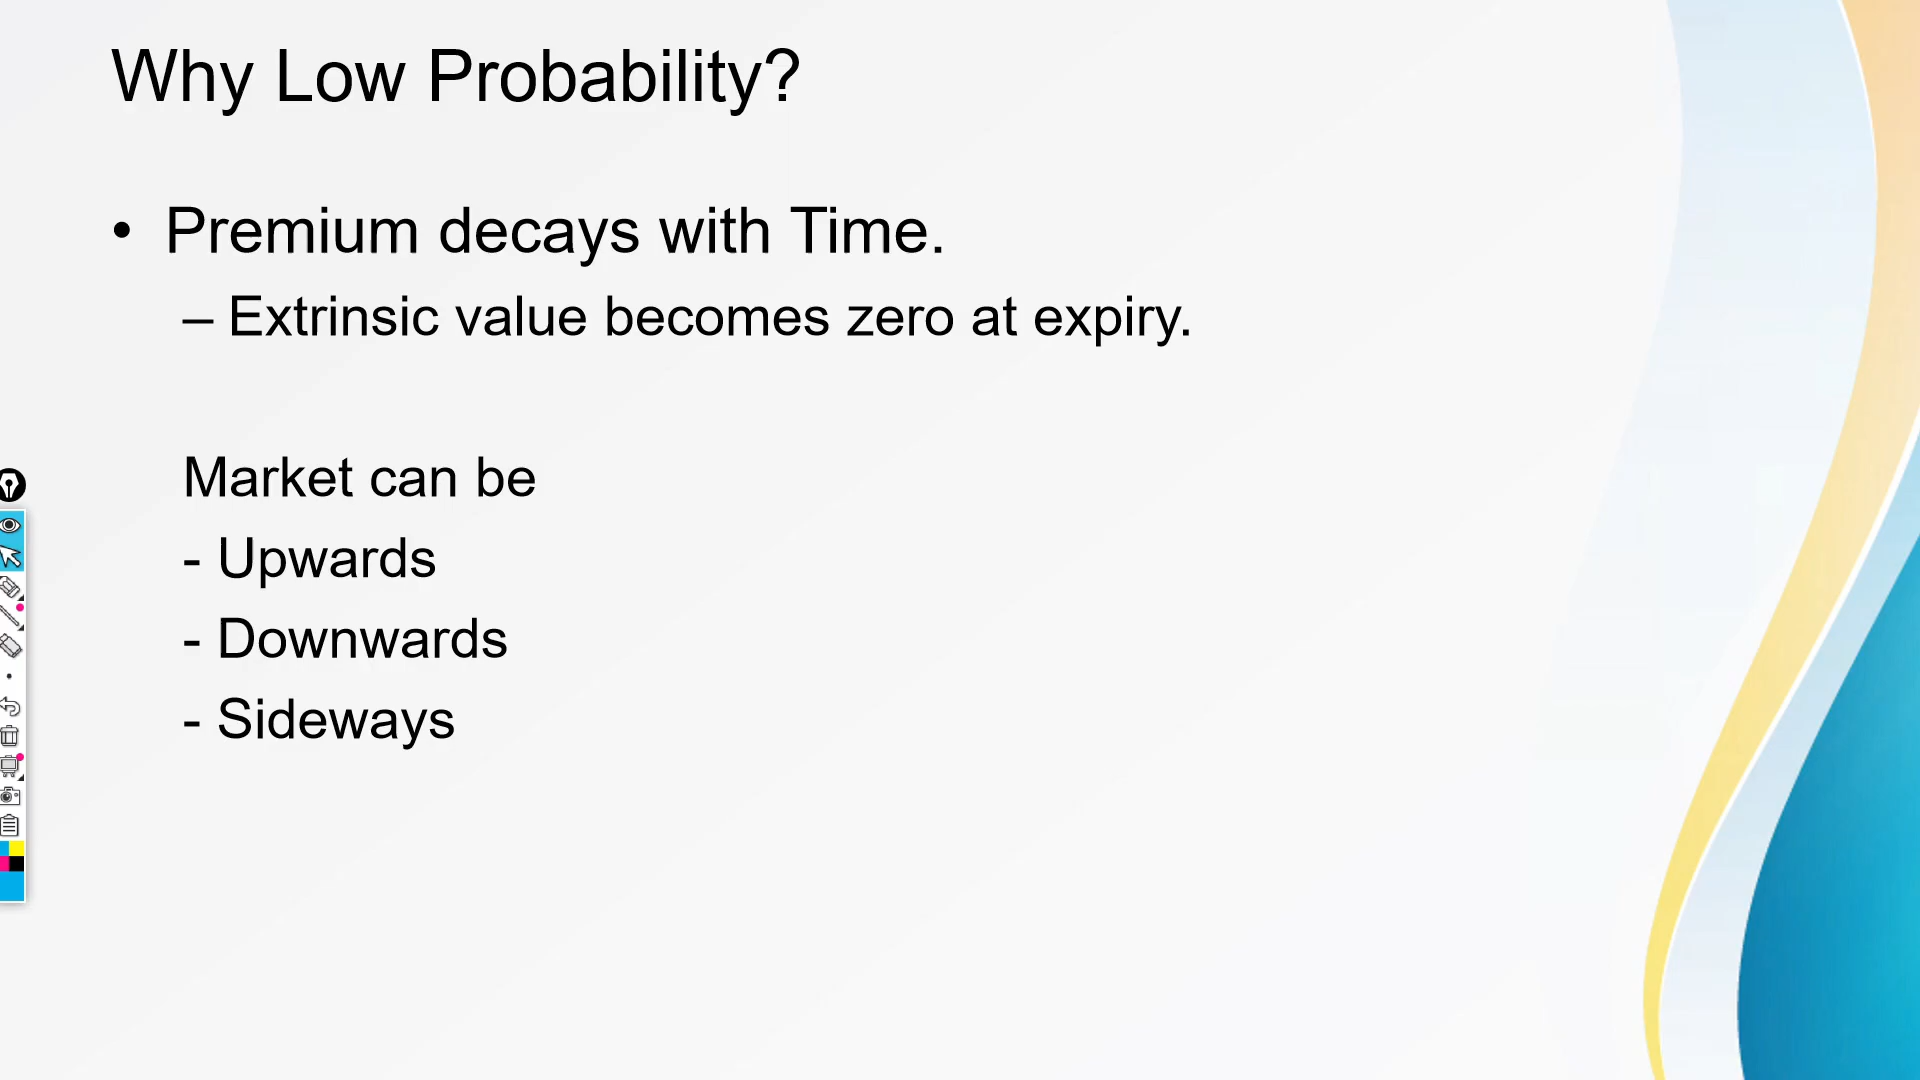 Why Low Probability?
• Premium decays with Time.
– Extrinsic value becomes zero at expiry.
Market can be
- Upwards
- Downwards
- Sideways